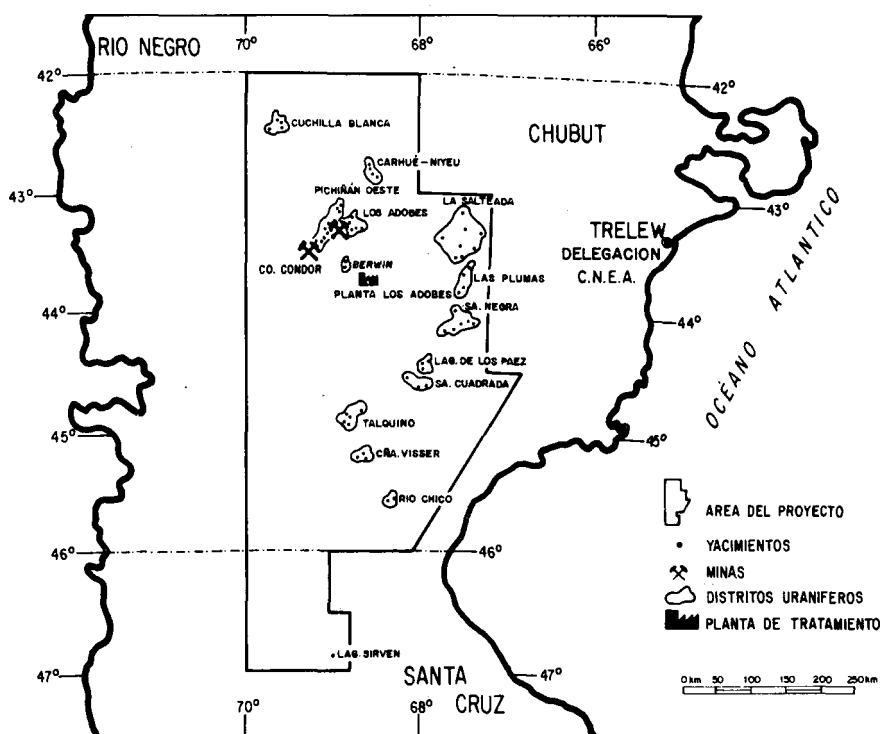 70° 68° 66°
RIO NEGRO
42° 42°
CUCHILLA BLANCA
CHUBUT
CARHUÉ-NIYEU
PICHIÑÁN OESTE
LA SALTEADA
43° 43°
LOS ADOBES
TRELEW
DELEGACION
C.N.E.A.
CO. CONDOR
BERWIN
LAS PLUMAS
PLANTA LOS ADOBES
SA. NEGRA
44° 44°
OCÉANO ATLANTICO
LAG. DE LOS PAEZ
SA. CUADRADA
TALQUINO
45° 45°
CÑA. VISSER
RIO CHICO
AREA DEL PROYECTO
YACIMIENTOS
46° 46°
MINAS
DISTRITOS URANIFEROS
PLANTA DE TRATAMIENTO
LAG. SIRVEN
SANTA
CRUZ
47° 47°
0 km 50 100 150 200 250 km
70° 68°